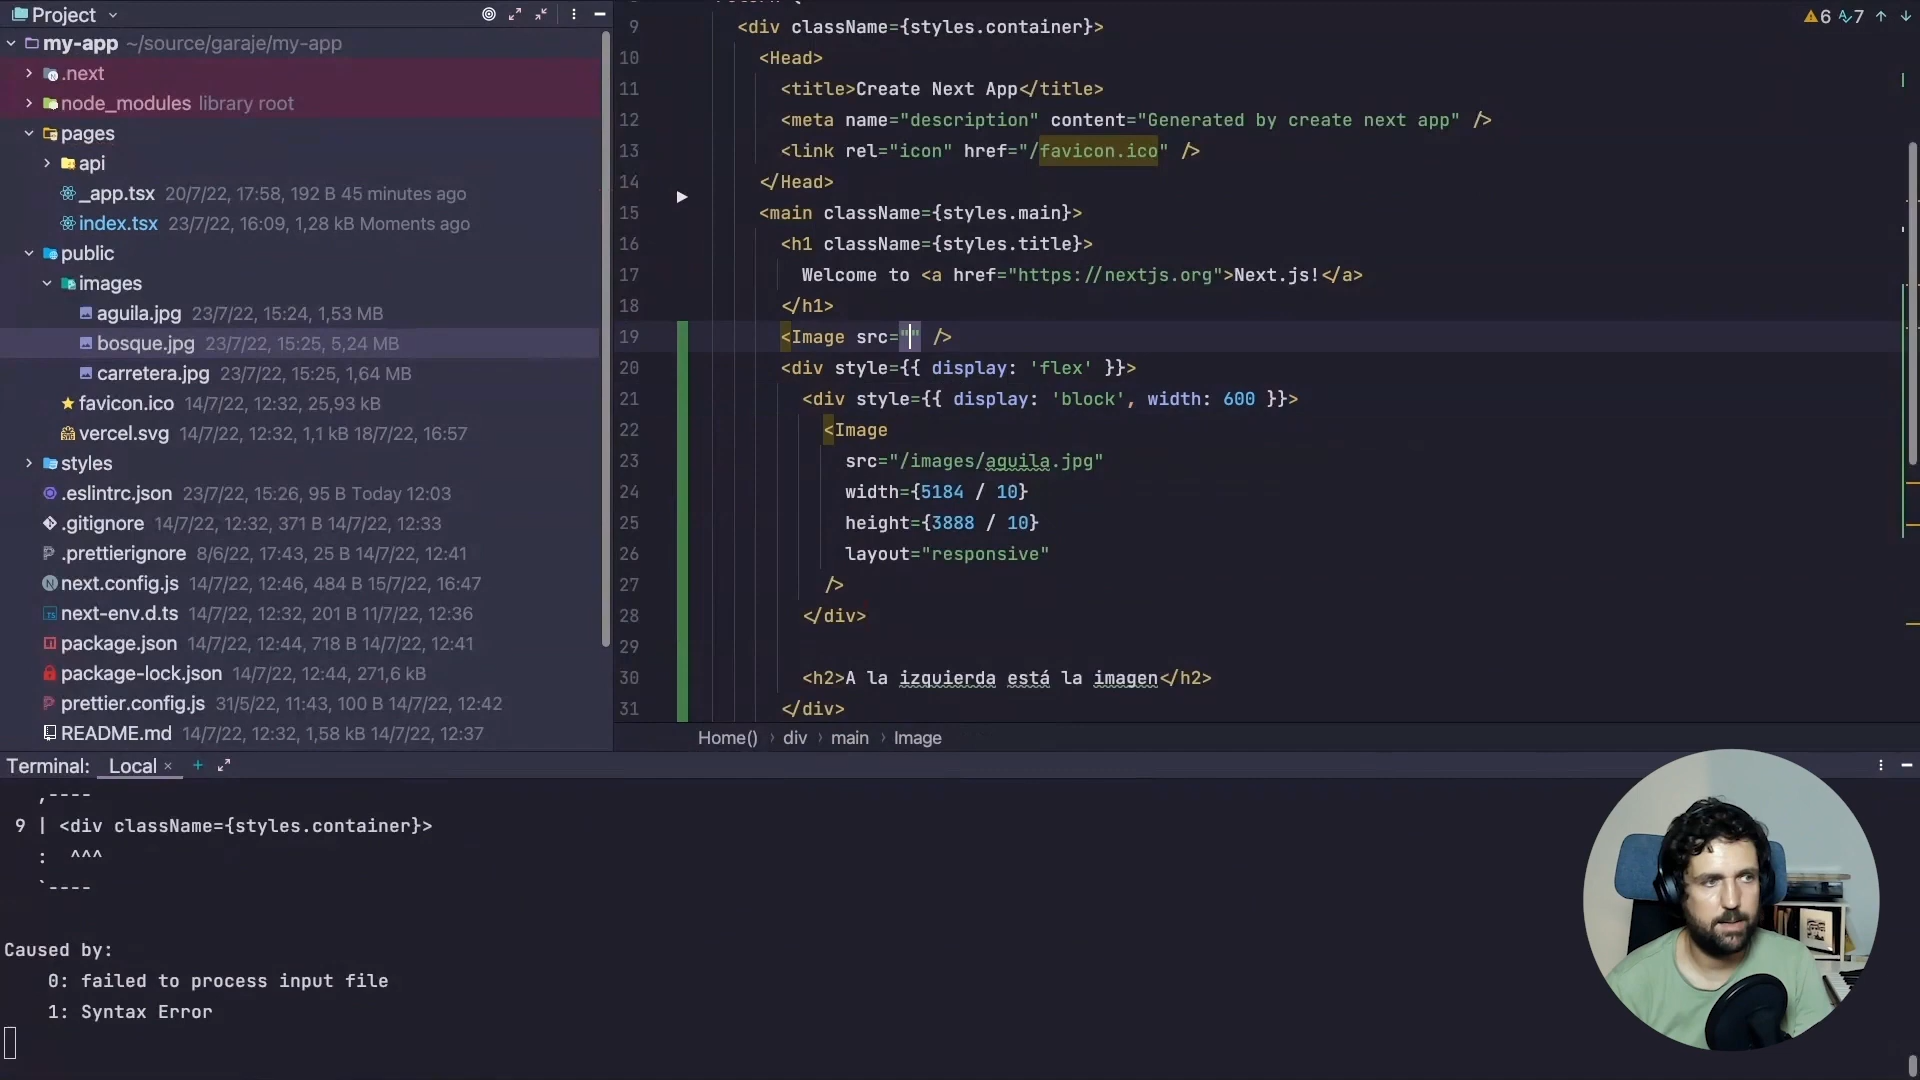 Project
my-app ~/source/garaje/my-app
.next
node_modules library root
pages
api
_app.tsx 20/7/22, 17:58, 192 B 45 minutes ago
index.tsx 23/7/22, 16:09, 1,28 kB Moments ago
public
images
aguila.jpg 23/7/22, 15:24, 1,53 MB
bosque.jpg 23/7/22, 15:25, 5,24 MB
carretera.jpg 23/7/22, 15:25, 1,64 MB
favicon.ico 14/7/22, 12:32, 25,93 kB
vercel.svg 14/7/22, 12:32, 1,1 kB 18/7/22, 16:57
styles
.eslintrc.json 23/7/22, 15:26, 95 B Today 12:03
.gitignore 14/7/22, 12:32, 371 B 14/7/22, 12:33
.prettierignore 8/6/22, 17:43, 25 B 14/7/22, 12:41
next.config.js 14/7/22, 12:46, 484 B 15/7/22, 16:47
next-env.d.ts 14/7/22, 12:32, 201 B 11/7/22, 12:36
package.json 14/7/22, 12:44, 718 B 14/7/22, 12:41
package-lock.json 14/7/22, 12:44, 271,6 kB
prettier.config.js 31/5/22, 11:43, 100 B 14/7/22, 12:42
README.md 14/7/22, 12:32, 1,58 kB 14/7/22, 12:37
6 7
9 <div className={styles.container}>
10 <Head>
11 <title>Create Next App</title>
12 <meta name="description" content="Generated by create next app" />
13 <link rel="icon" href="/favicon.ico" />
14 </Head>
15 <main className={styles.main}>
16 <h1 className={styles.title}>
17 Welcome to <a href="https://nextjs.org">Next.js!</a>
18 </h1>
19 <Image src="" />
20 <div style={{ display: 'flex' }}>
21 <div style={{ display: 'block', width: 600 }}>
22 <Image
23 src="/images/aguila.jpg"
24 width={5184 / 10}
25 height={3888 / 10}
26 layout="responsive"
27 />
28 </div>
29
30 <h2>A la izquierda está la imagen</h2>
31 </div>
Home() › div › main › Image
Terminal: Local × +
,----
9 | <div className={styles.container}>
: ^^^
`----
Caused by:
0: failed to process input file
1: Syntax Error